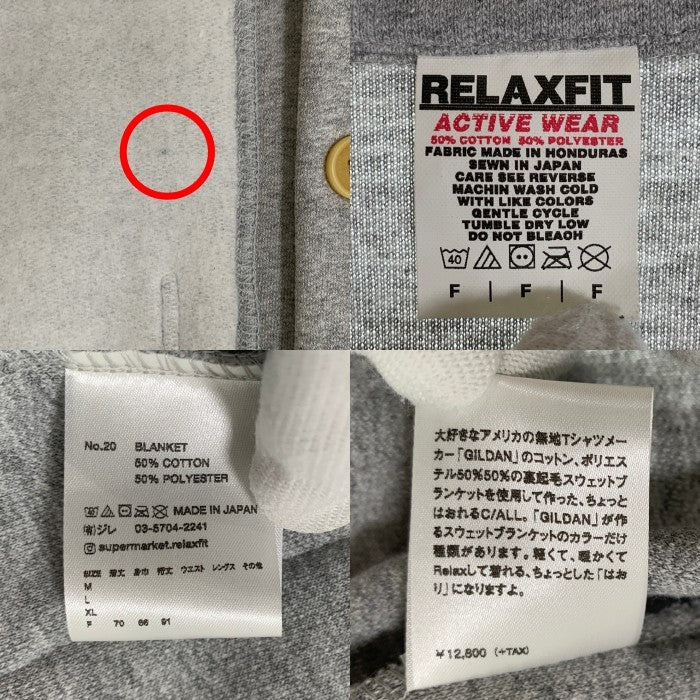 RELAXFIT
ACTIVE WEAR
50% COTTON 50% POLYESTER
FABRIC MADE IN HONDURAS
SEWN IN JAPAN
CARE SEE REVERSE
MACHIN WASH COLD
WITH LIKE COLORS
GENTLE CYCLE
TUMBLE DRY LOW
DO NOT BLEACH
40
F | F | F
No.20 BLANKET
50% COTTON
50% POLYESTER
40 MADE IN JAPAN
㈲ジレ 03-5704-2241
supermarket.relaxfit
SIZE 着丈 身巾 裄丈 ウエスト レングス その他
M
L
XL
F 70 66 91
大好きなアメリカの無地Tシャツメー
カー「GILDAN」のコットン、ポリエス
テル50%50%の裏起毛スウェットブ
ランケットを使用して作った、ちょっと
はおれるC/ALL。「GILDAN」が作
るスウェットブランケットのカラーだけ
種類があります。軽くて、暖かくて
Relaxして着れる、ちょっとした「はお
り」になりますよ。
¥12,800 (+TAX)